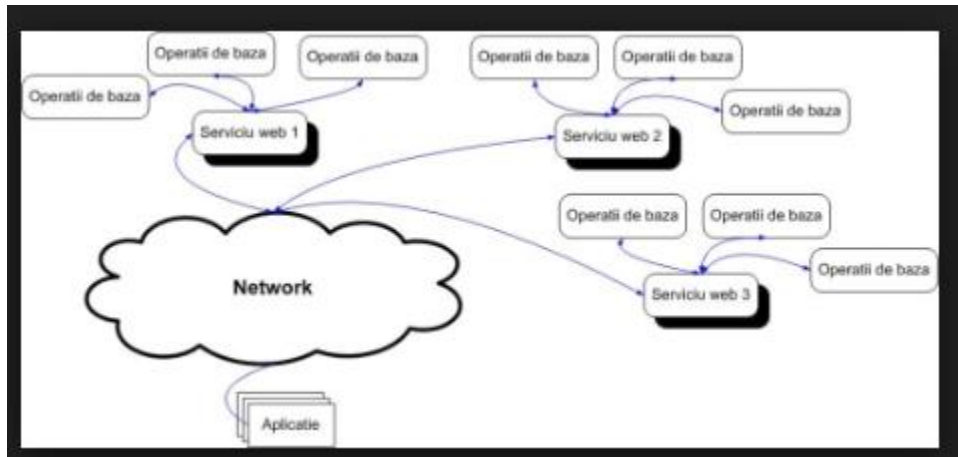 Operatii de baza
Operatii de baza
Operatii de baza
Serviciu web 1
Operatii de baza
Operatii de baza
Operatii de baza
Serviciu web 2
Operatii de baza
Operatii de baza
Operatii de baza
Serviciu web 3
Network
Aplicatie